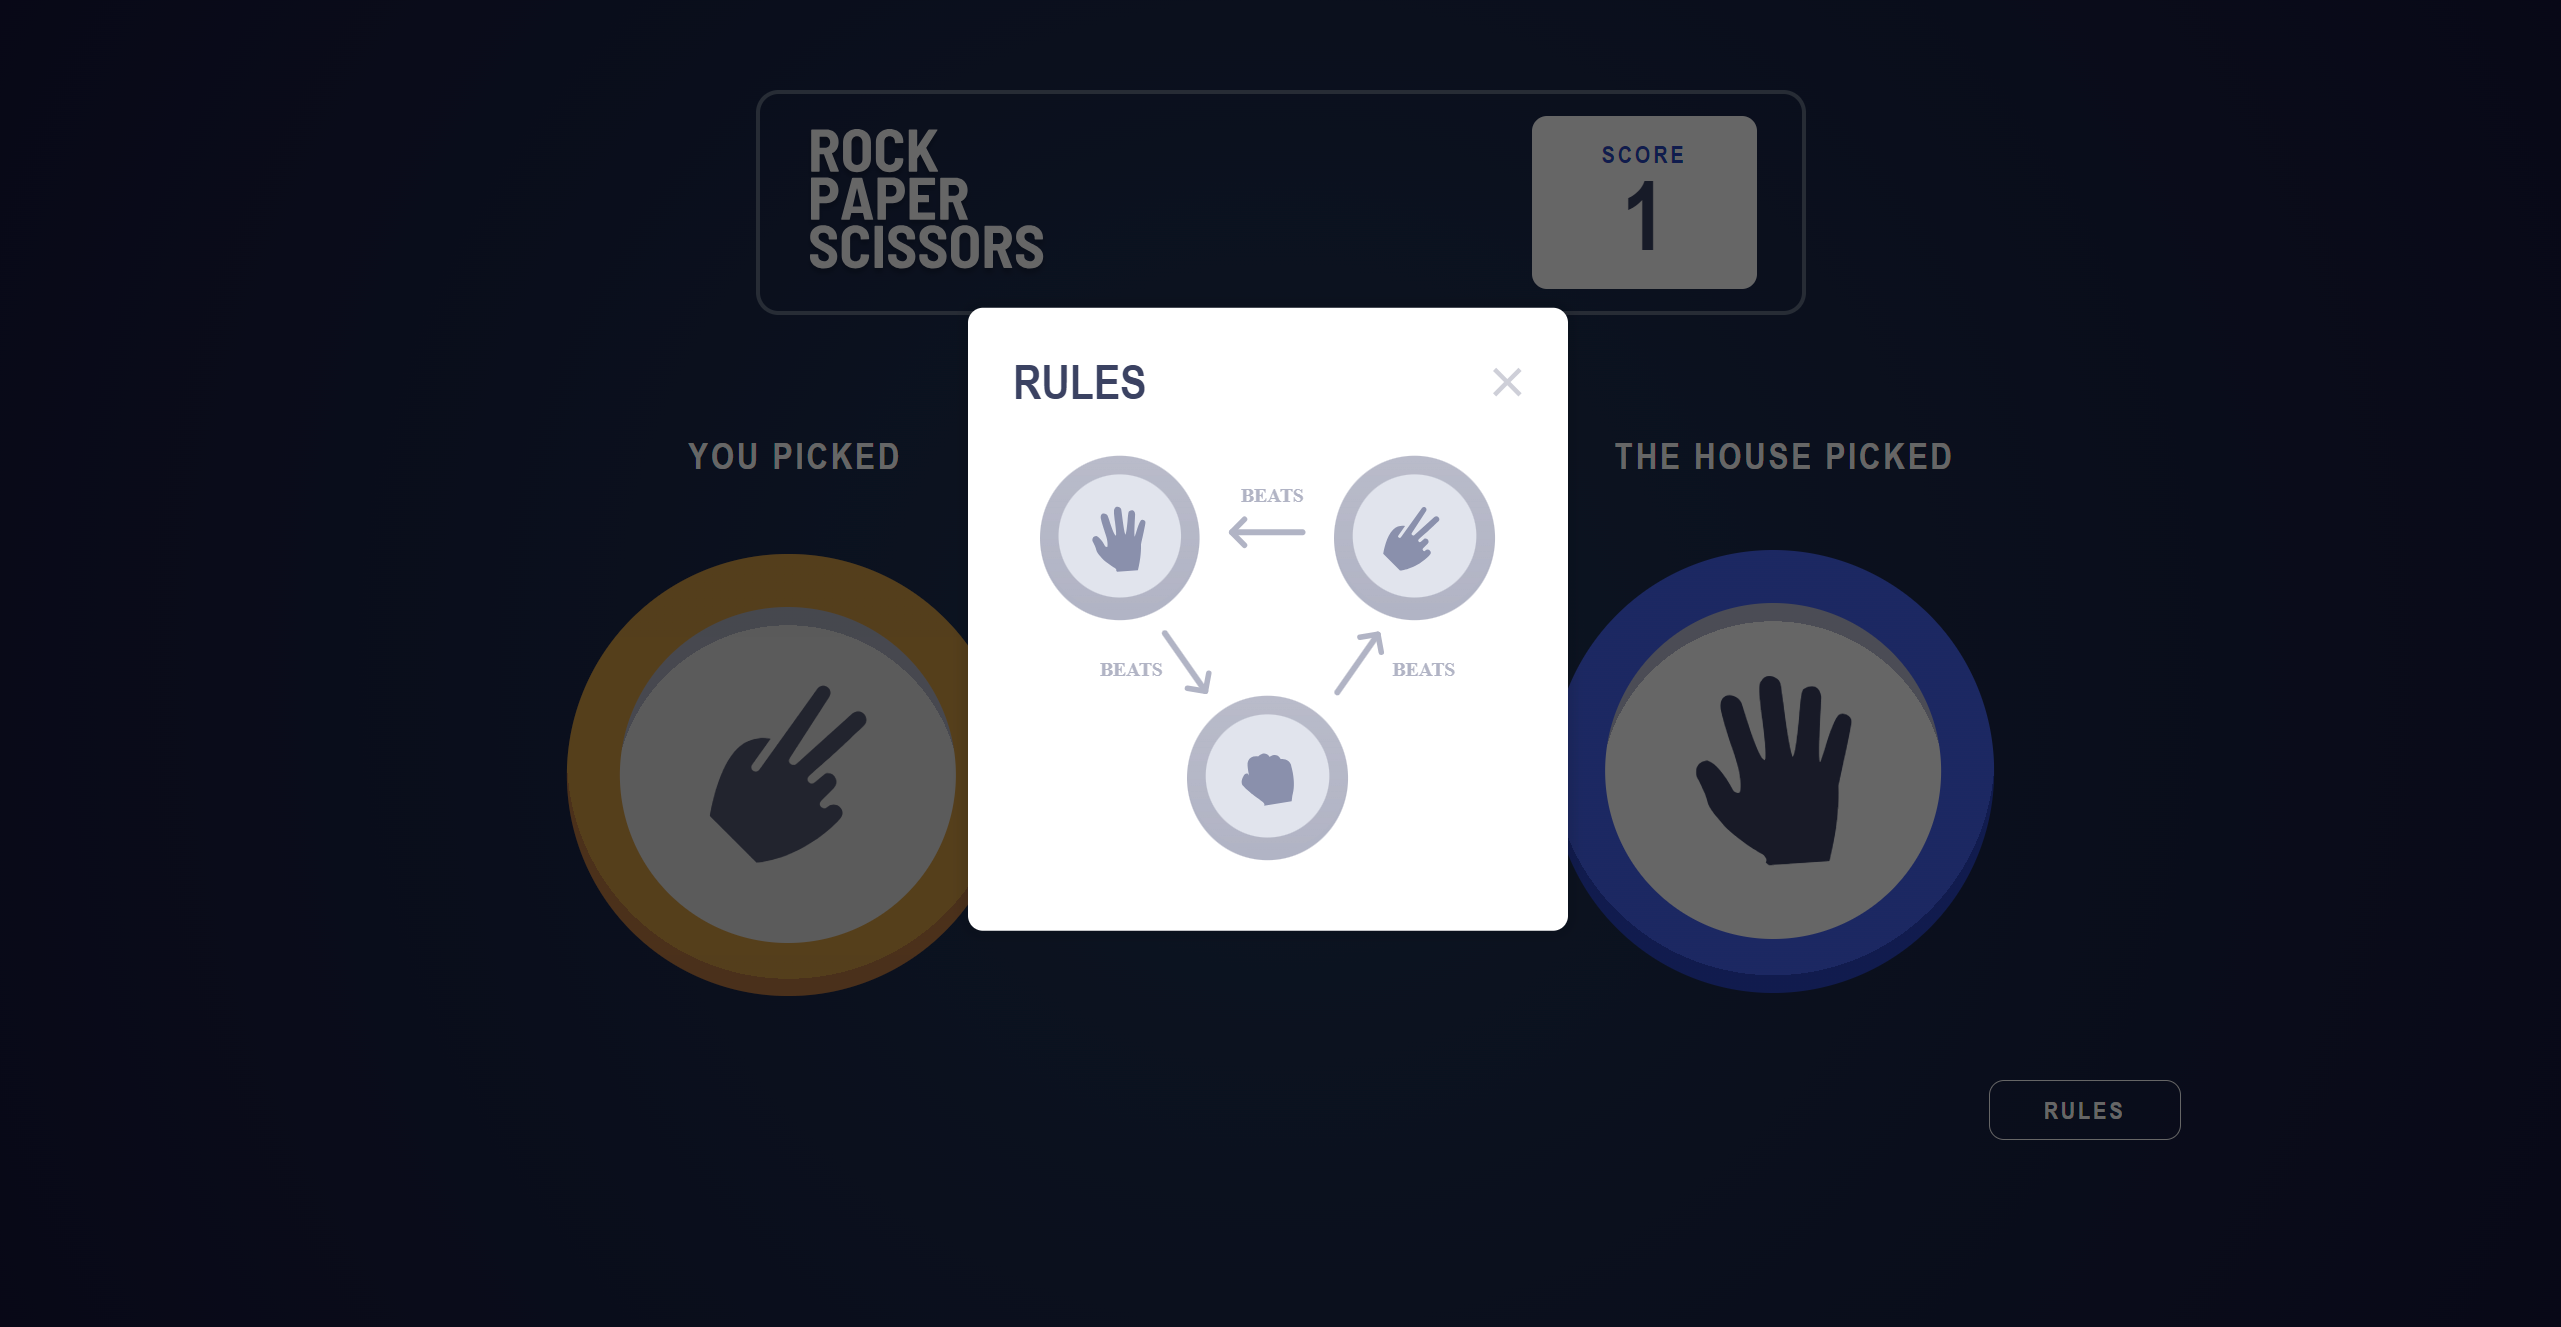 ROCK
PAPER
SCISSORS
SCORE
1
RULES
YOU PICKED
THE HOUSE PICKED
BEATS
BEATS
BEATS
RULES